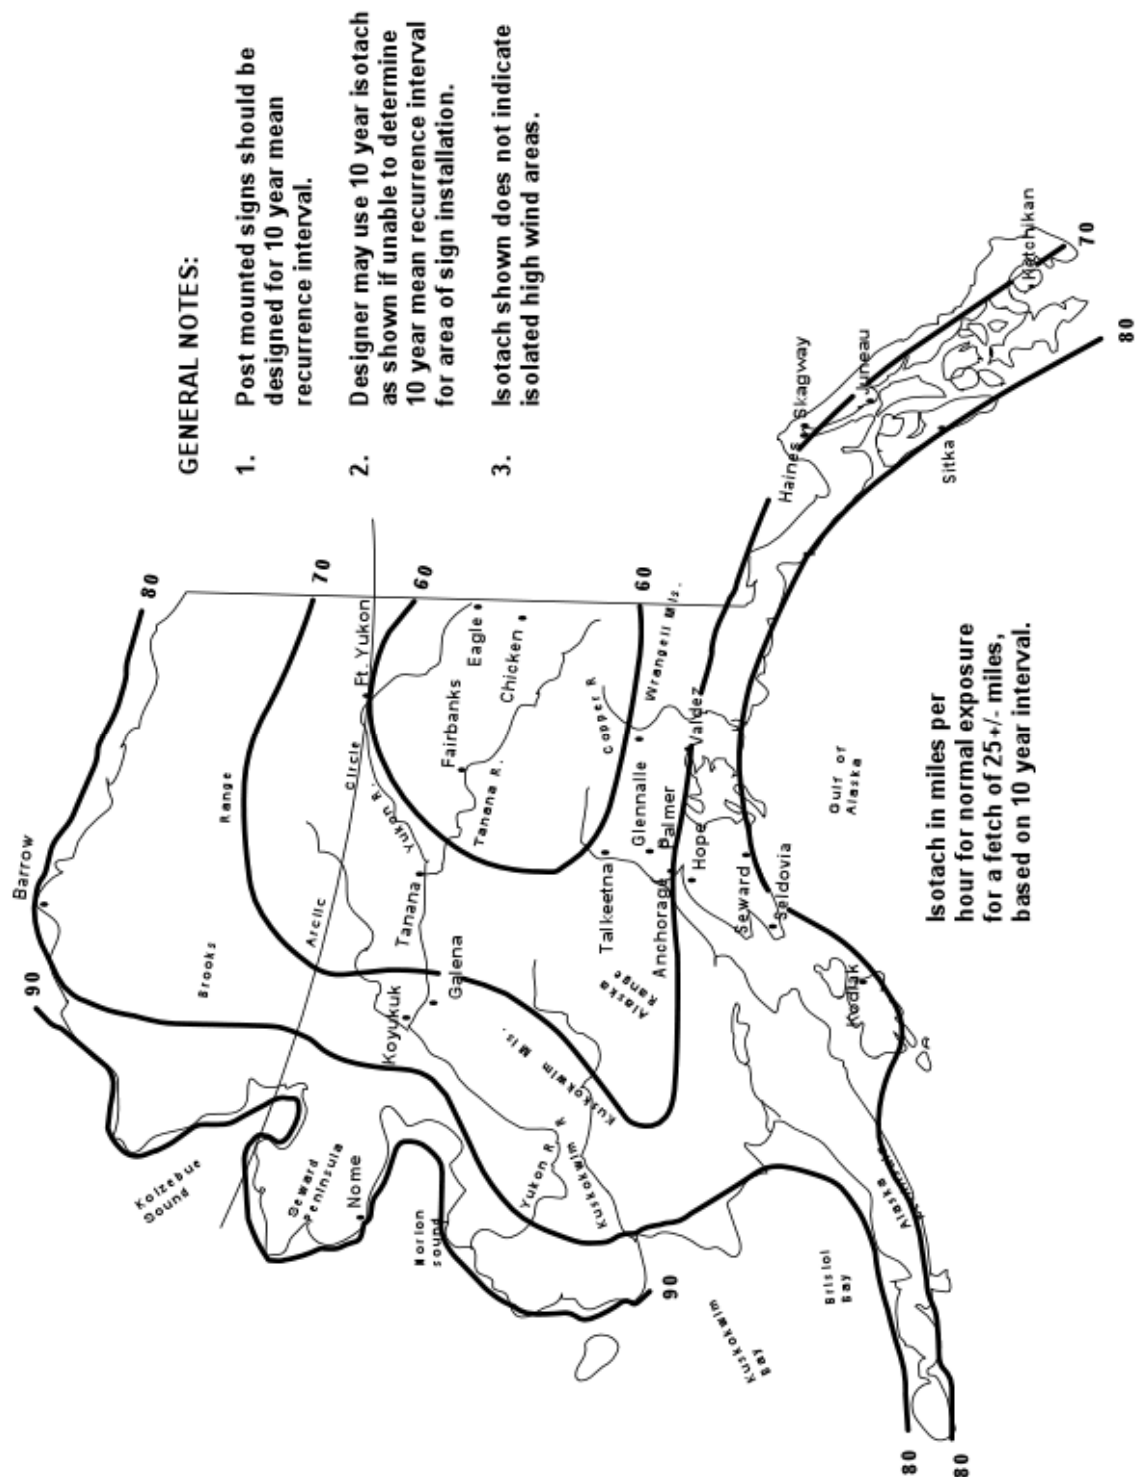 GENERAL NOTES:
1. Post mounted signs should be
designed for 10 year mean
recurrence interval.
2. Designer may use 10 year isotach
as shown if unable to determine
10 year mean recurrence interval
for area of sign installation.
3. Isotach shown does not indicate
isolated high wind areas.
90
Barrow
80
Brooks
Range
70
Kotzebue
Sound
Arctic
Circle
Ft. Yukon
60
Seward
Peninsula
Nome
Koyukuk
Galena
Tanana
Yukon R.
Fairbanks
Eagle
Chicken
Tanana R.
Norton
sound
Yukon R
Kuskokwim
R
Kuskokwim Mts.
Alaska
Range
Talkeetna
Glennalle
Copper R
60
Wrangell Mts.
90
Anchorage
Palmer
Hope
Valdez
Kuskokwim
Bay
Bristol
Bay
Seward
Seldovia
Gulf of
Alaska
Haines
Skagway
Juneau
Ketchikan
70
Sitka
80
Kodiak
Alaska
Peninsula
80
80
Isotach in miles per
hour for normal exposure
for a fetch of 25+/- miles,
based on 10 year interval.